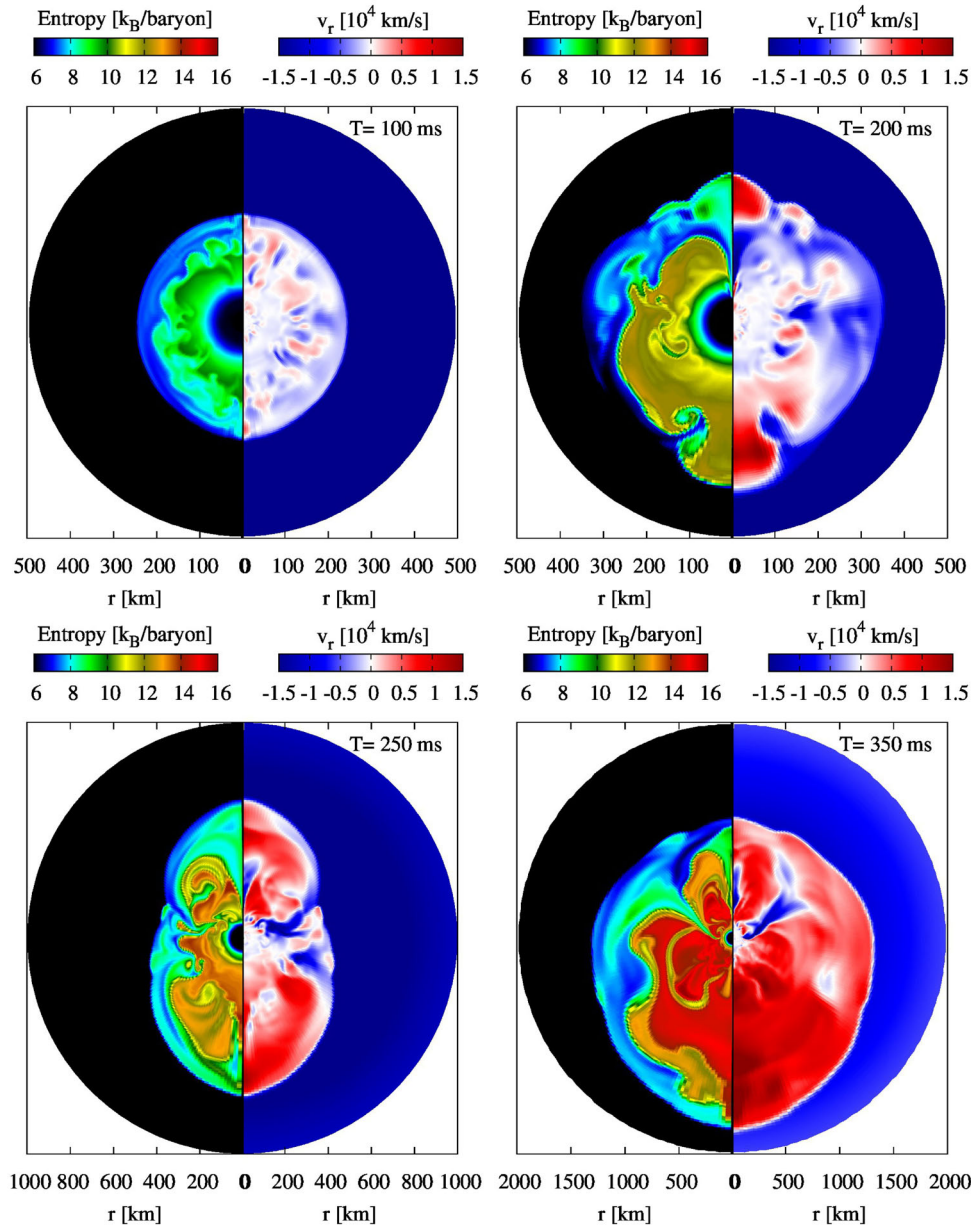 Entropy [k_B/baryon] v_r [10^4 km/s] Entropy [k_B/baryon] v_r [10^4 km/s]
6 8 10 12 14 16 -1.5 -1 -0.5 0 0.5 1 1.5 6 8 10 12 14 16 -1.5 -1 -0.5 0 0.5 1 1.5
T= 100 ms T= 200 ms
500 400 300 200 100 0 0 100 200 300 400 500 500 400 300 200 100 0 0 100 200 300 400 500
r [km] r [km] r [km] r [km]
Entropy [k_B/baryon] v_r [10^4 km/s] Entropy [k_B/baryon] v_r [10^4 km/s]
6 8 10 12 14 16 -1.5 -1 -0.5 0 0.5 1 1.5 6 8 10 12 14 16 -1.5 -1 -0.5 0 0.5 1 1.5
T= 250 ms T= 350 ms
1000 800 600 400 200 0 0 200 400 600 800 1000 2000 1500 1000 500 0 0 500 1000 1500 2000
r [km] r [km] r [km] r [km]